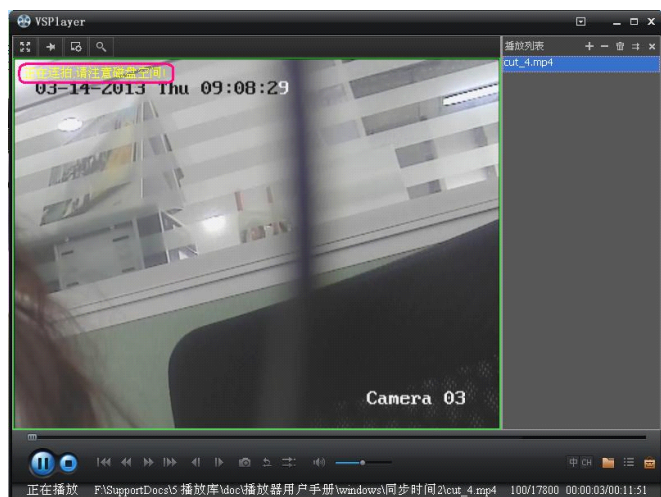 VSPlayer
播放列表
正在连拍,请注意磁盘空间!
cut_4.mp4
03-14-2013 Thu 09:08:29
Camera 03
中 CH
正在播放 F:\SupportDocs\5 播放库\doc\播放器用户手册\windows\同步时间2\cut_4.mp4 100/17800 00:00:03/00:11:51